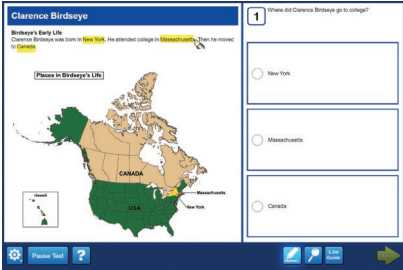 Clarence Birdseye
Birdseye's Early Life
Clarence Birdseye was born in New York. He attended college in Massachusetts. Then he moved
to Canada.
Places in Birdseye's Life
CANADA
Massachusetts
New York
USA
Hawaii
1
Where did Clarence Birdseye go to college?
New York
Massachusetts
Canada
Pause Test
?
Line
Guide